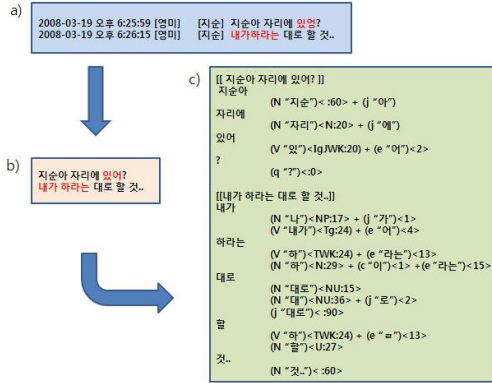 a)
2008-03-19 오후 6:25:59 [영미] [지순] 지순아 자리에 있엉?
2008-03-19 오후 6:26:15 [영미] [지순] 내가하라는 대로 할 것..
b)
지순아 자리에 있어?
내가 하라는 대로 할 것..
c)
[[ 지순아 자리에 있어? ]]
지순아
(N "지순")< :60> + (j "아")
자리에
(N "자리")<N:20> + (j "에")
있어
(V "있")<IgJWK:20> + (e "어")<2>
?
(q "?")<:0>
[[내가 하라는 대로 할 것..]]
내가
(N "나")<NP:17> + (j "가")<1>
(V "내가")<Tg:24) + (e "어")<4>
하라는
(V "하")<TWK:24) + (e "라는")<13>
(N "하")<N:29> + (c "이")<1> +(e "라는")<15>
대로
(N "대로")<NU:15>
(N "대")<NU:36> + (j "로")<2>
(j "대로")< :90>
할
(V "하")<TWK:24) + (e "ㄹ")<13>
(N "할")<U:27>
것..
(N "것..")< :60>